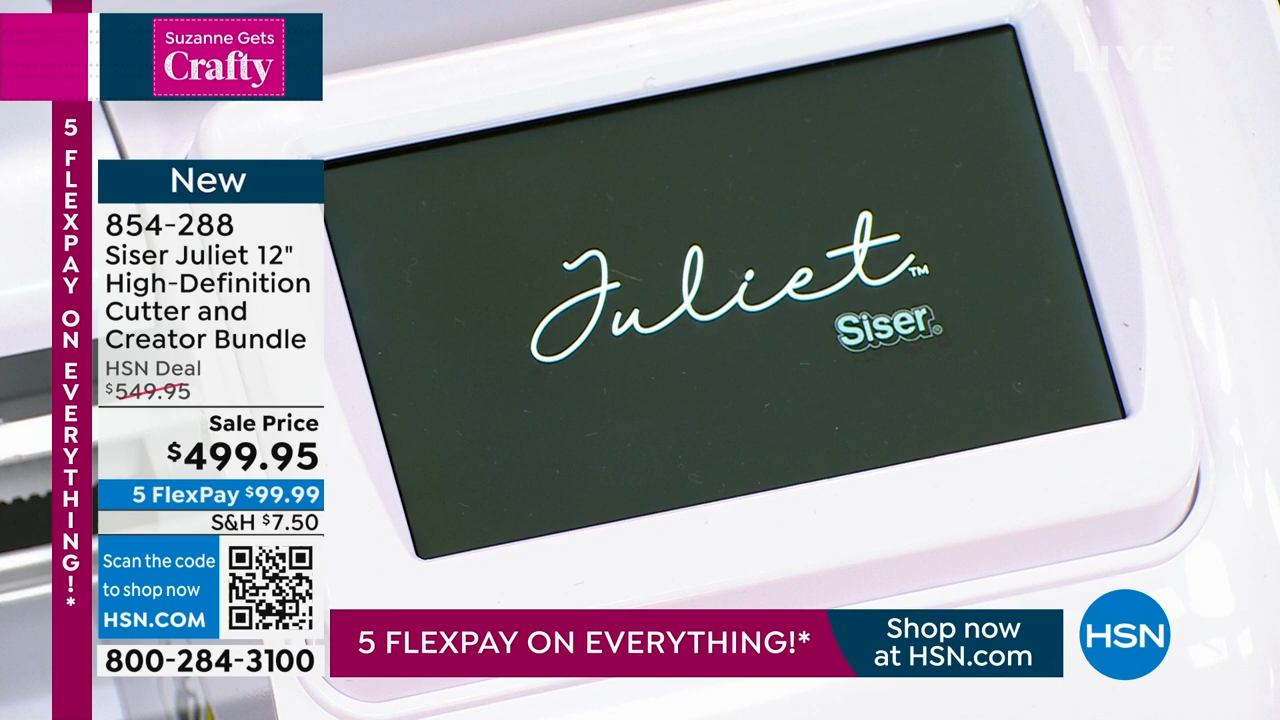 Suzanne Gets
Crafty
LIVE
5 FLEXPAY ON EVERYTHING!*
New
854-288
Siser Juliet 12"
High-Definition
Cutter and
Creator Bundle
HSN Deal
$549.95
Sale Price
$499.95
5 FlexPay $99.99
S&H $7.50
Scan the code
to shop now
HSN.COM
800-284-3100
Juliet™
Siser®
5 FLEXPAY ON EVERYTHING!*
Shop now
at HSN.com
HSN